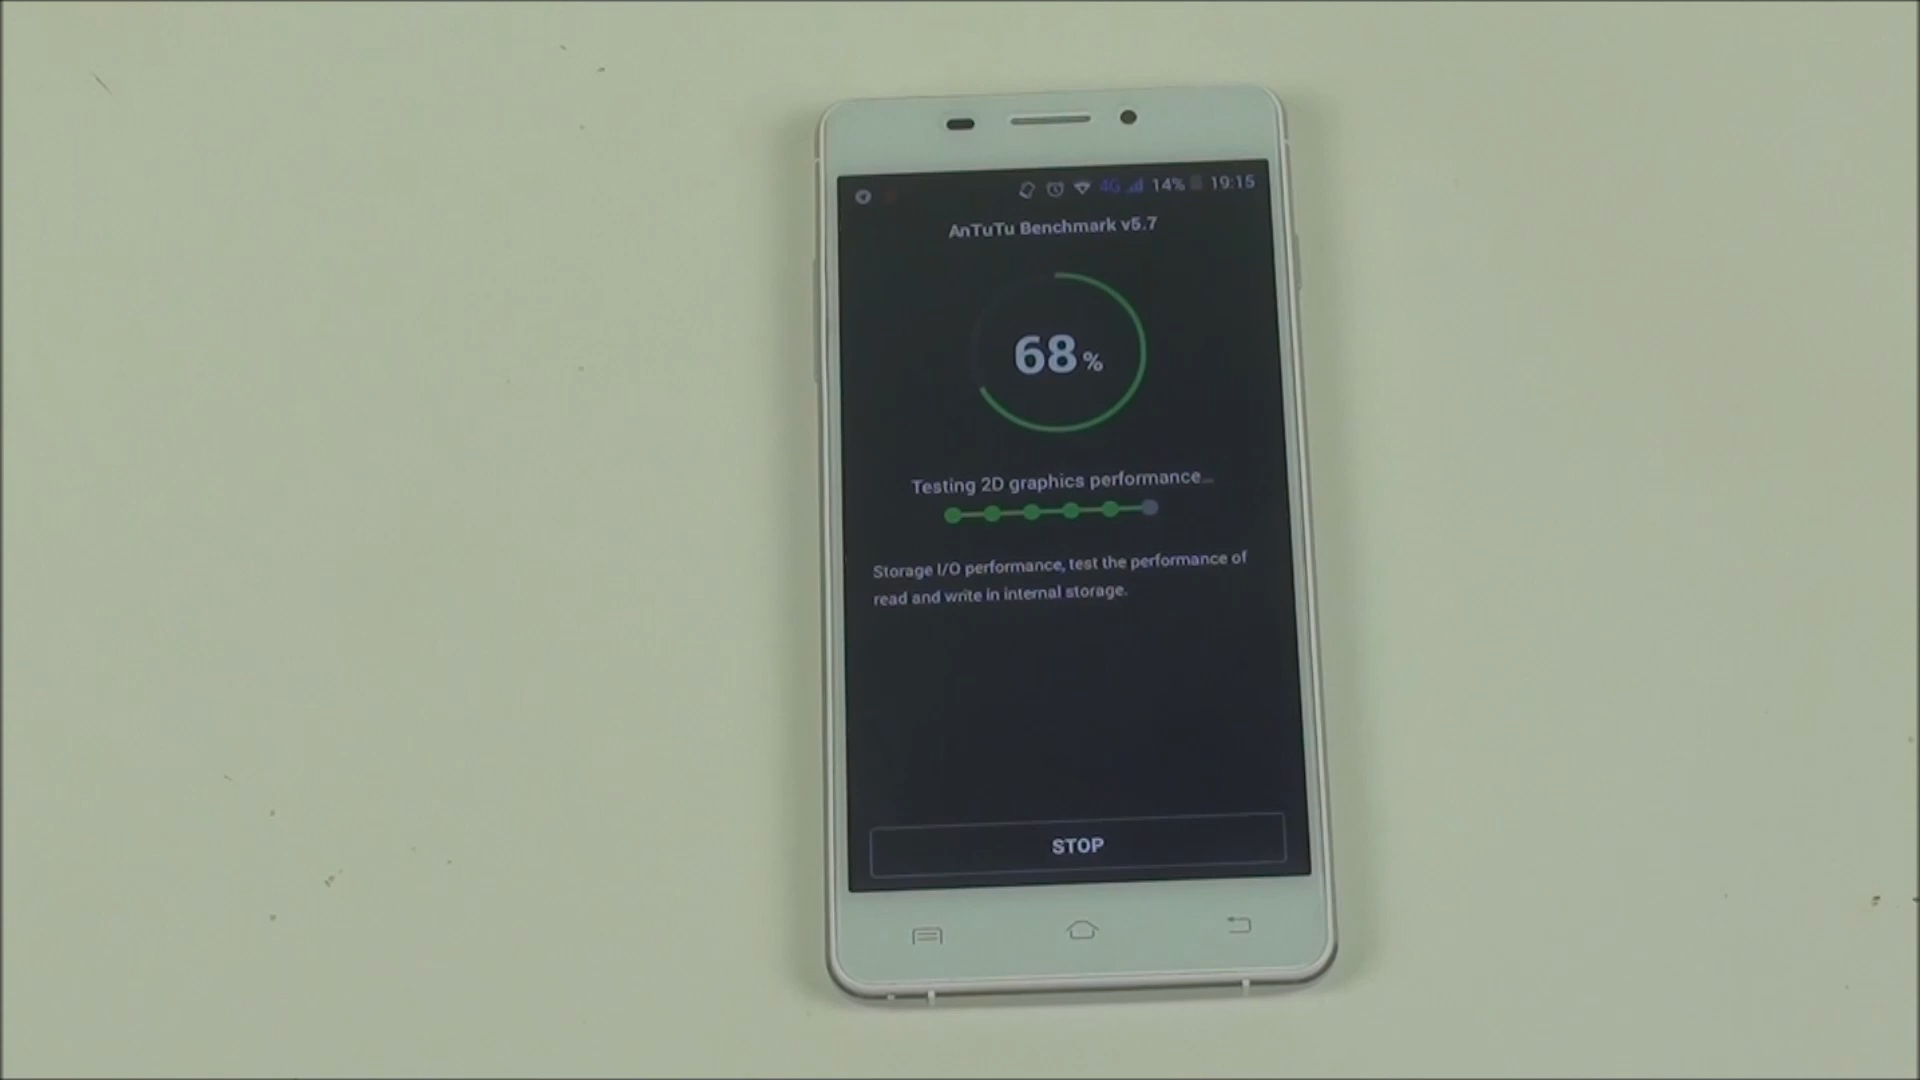 4G 14% 19:15
AnTuTu Benchmark v5.7
68%
Testing 2D graphics performance...
Storage I/O performance, test the performance of
read and write in internal storage.
STOP